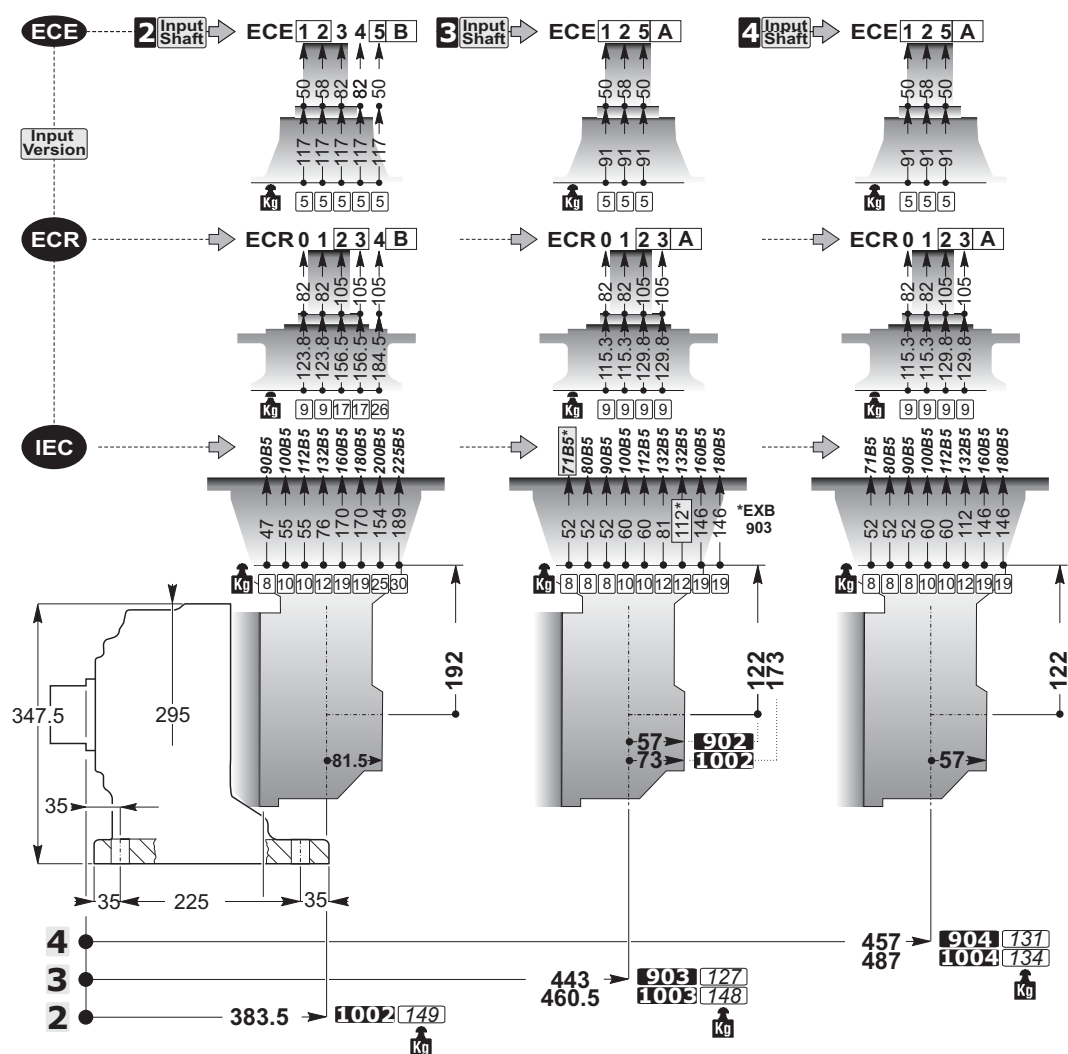 ECE 2 Input Shaft ECE 1 2 3 4 5 B 3 Input Shaft ECE 1 2 5 A 4 Input Shaft ECE 1 2 5 A
50 58 82 82 50 50 58 50 50 58 50
Input Version
117 117 117 117 117 91 91 91 91 91 91
Kg 5 5 5 5 5 Kg 5 5 5 Kg 5 5 5
ECR ECR 0 1 2 3 4 B ECR 0 1 2 3 A ECR 0 1 2 3 A
82 82 105 105 105 82 82 105 105 82 82 105 105
123.8 123.8 156.5 156.5 184.5 115.3 115.3 129.8 129.8 115.3 115.3 129.8 129.8
Kg 9 9 17 17 26 Kg 9 9 9 9 Kg 9 9 9 9
IEC 90B5 100B5 112B5 132B5 160B5 180B5 200B5 225B5 71B5* 80B5 90B5 100B5 112B5 132B5 132B5 160B5 180B5 71B5 80B5 90B5 100B5 112B5 132B5 160B5 180B5
47 55 55 76 170 170 154 189 52 52 52 60 60 81 112* 146 146 *EXB 903 52 52 52 60 60 112 146 146
Kg 8 10 10 12 19 19 25 30 Kg 8 8 8 10 10 12 12 19 19 Kg 8 8 8 10 10 12 19 19
192 122 173 122
347.5 295
57 902
81.5 73 1002 57
35
35 225 35
4 457 904 131
487 1004 134
Kg
3 443 903 127
460.5 1003 148
Kg
2 383.5 1002 149
Kg